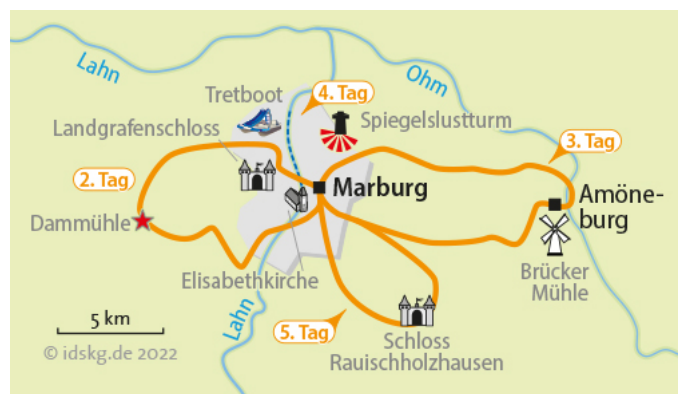 Lahn
Ohm
Tretboot
4. Tag
Landgrafenschloss
Spiegelslustturm
3. Tag
2. Tag
Marburg
Amöne-
burg
Dammühle
Elisabethkirche
Brücker
Mühle
Lahn
5 km
5. Tag
Schloss
Rauischholzhausen
© idskg.de 2022